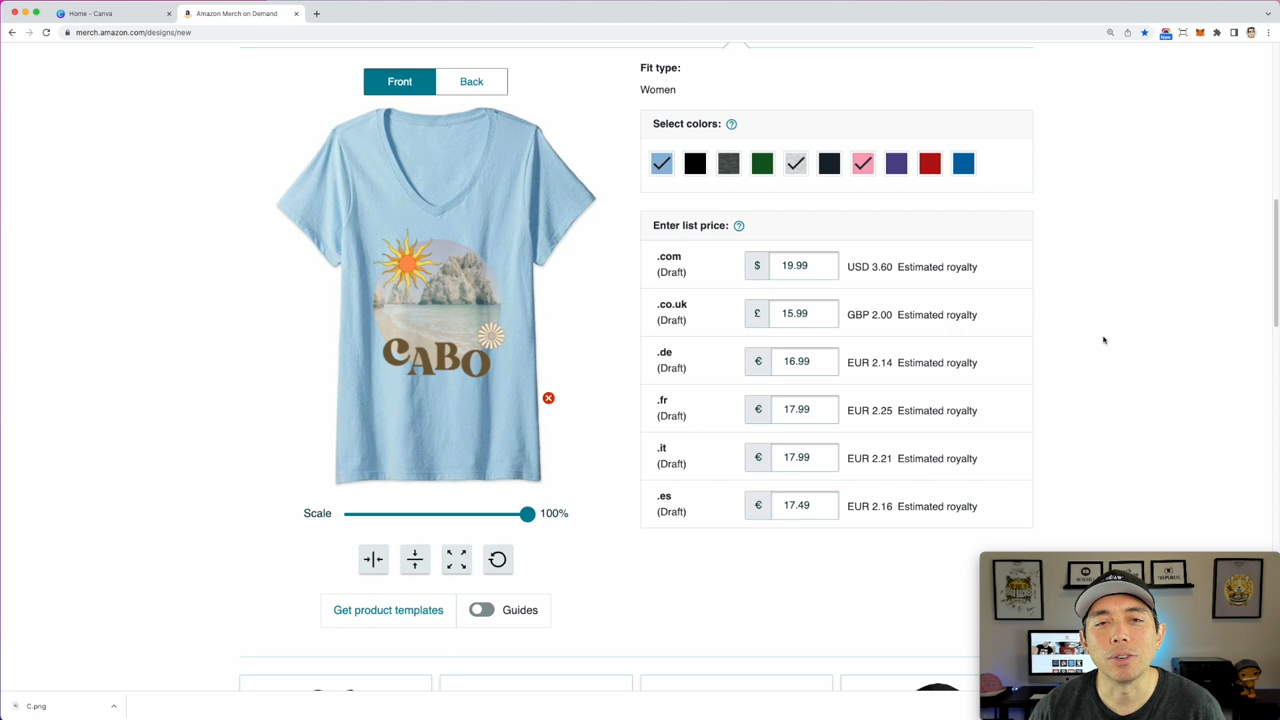 Home – Canva
Amazon Merch on Demand
merch.amazon.com/designs/new
New
Front
Back
CABO
Scale
100%
Get product templates
Guides
Fit type:
Women
Select colors:
Enter list price:
.com
(Draft)
$ 19.99
USD 3.60 Estimated royalty
.co.uk
(Draft)
£ 15.99
GBP 2.00 Estimated royalty
.de
(Draft)
€ 16.99
EUR 2.14 Estimated royalty
.fr
(Draft)
€ 17.99
EUR 2.25 Estimated royalty
.it
(Draft)
€ 17.99
EUR 2.21 Estimated royalty
.es
(Draft)
€ 17.49
EUR 2.16 Estimated royalty
C.png